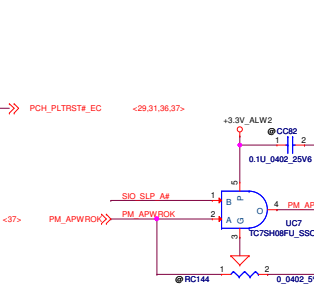 PCH_PLTRST#_EC <29,31,36,37>
+3.3V_ALW2
@CC82
1 2
0.1U_0402_25V6
5
SIO_SLP_A# 1 B P
<37> PM_APWROK PM_APWROK 2 A G O 4 PM_AP
3
UC7
TC7SH08FU_SSO
@RC144 1 2 0_0402_5